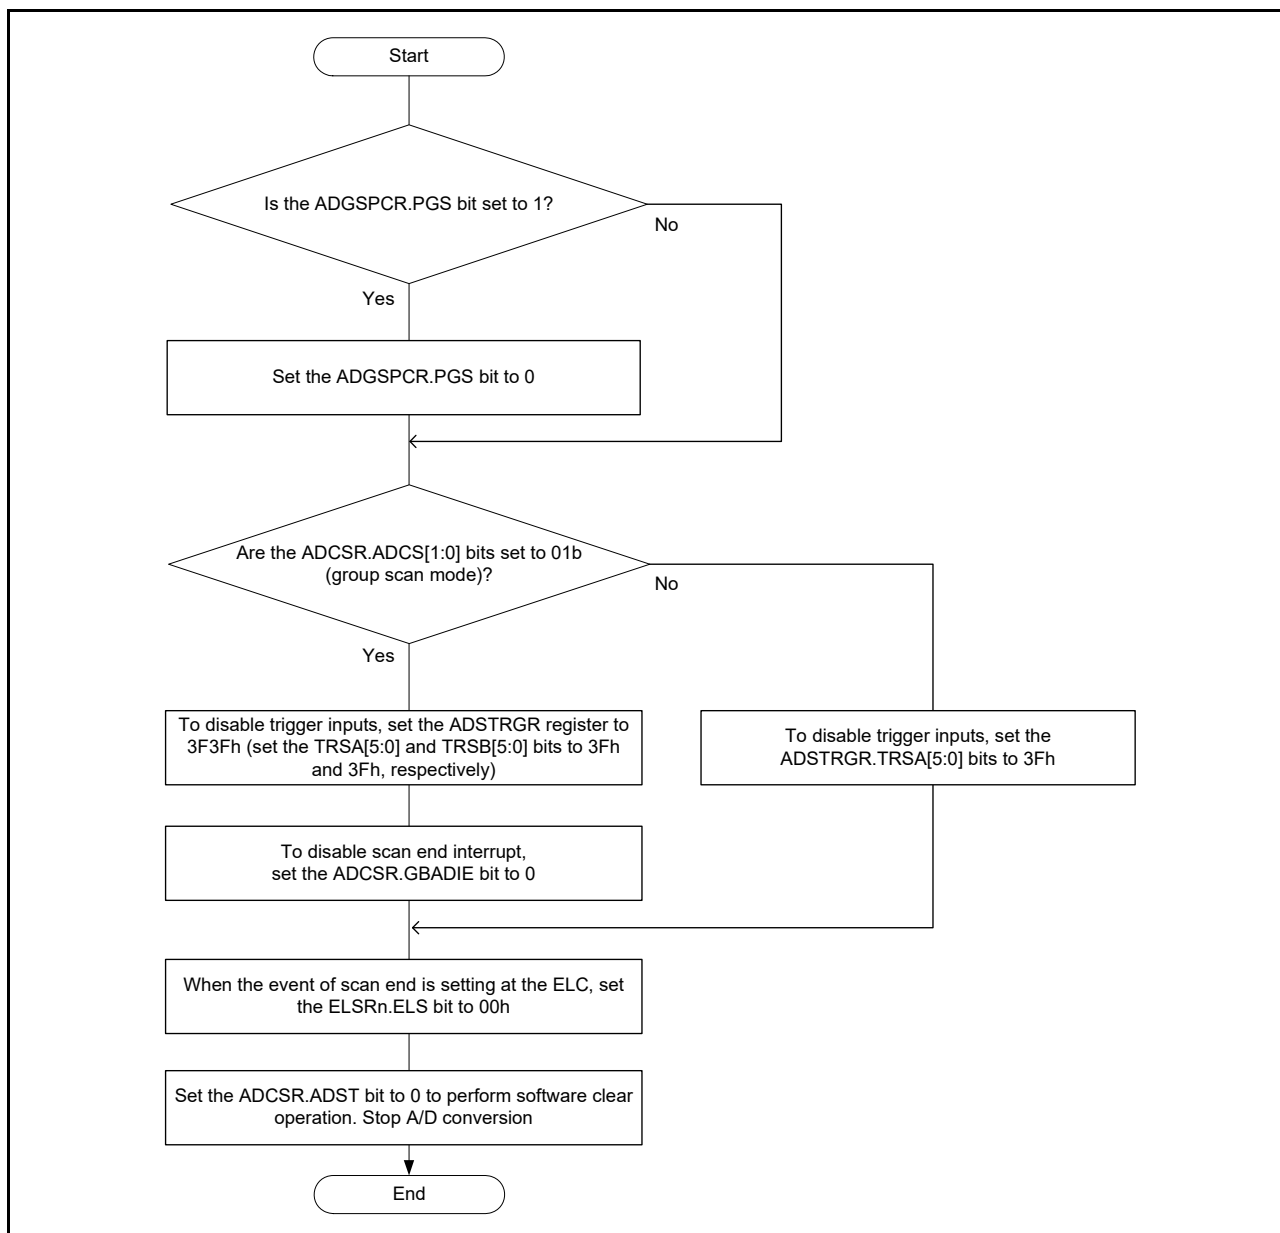 Start
Is the ADGSPCR.PGS bit set to 1?
No
Yes
Set the ADGSPCR.PGS bit to 0
Are the ADCSR.ADCS[1:0] bits set to 01b
(group scan mode)?
No
Yes
To disable trigger inputs, set the ADSTRGR register to
3F3Fh (set the TRSA[5:0] and TRSB[5:0] bits to 3Fh
and 3Fh, respectively)
To disable trigger inputs, set the
ADSTRGR.TRSA[5:0] bits to 3Fh
To disable scan end interrupt,
set the ADCSR.GBADIE bit to 0
When the event of scan end is setting at the ELC, set
the ELSRn.ELS bit to 00h
Set the ADCSR.ADST bit to 0 to perform software clear
operation. Stop A/D conversion
End